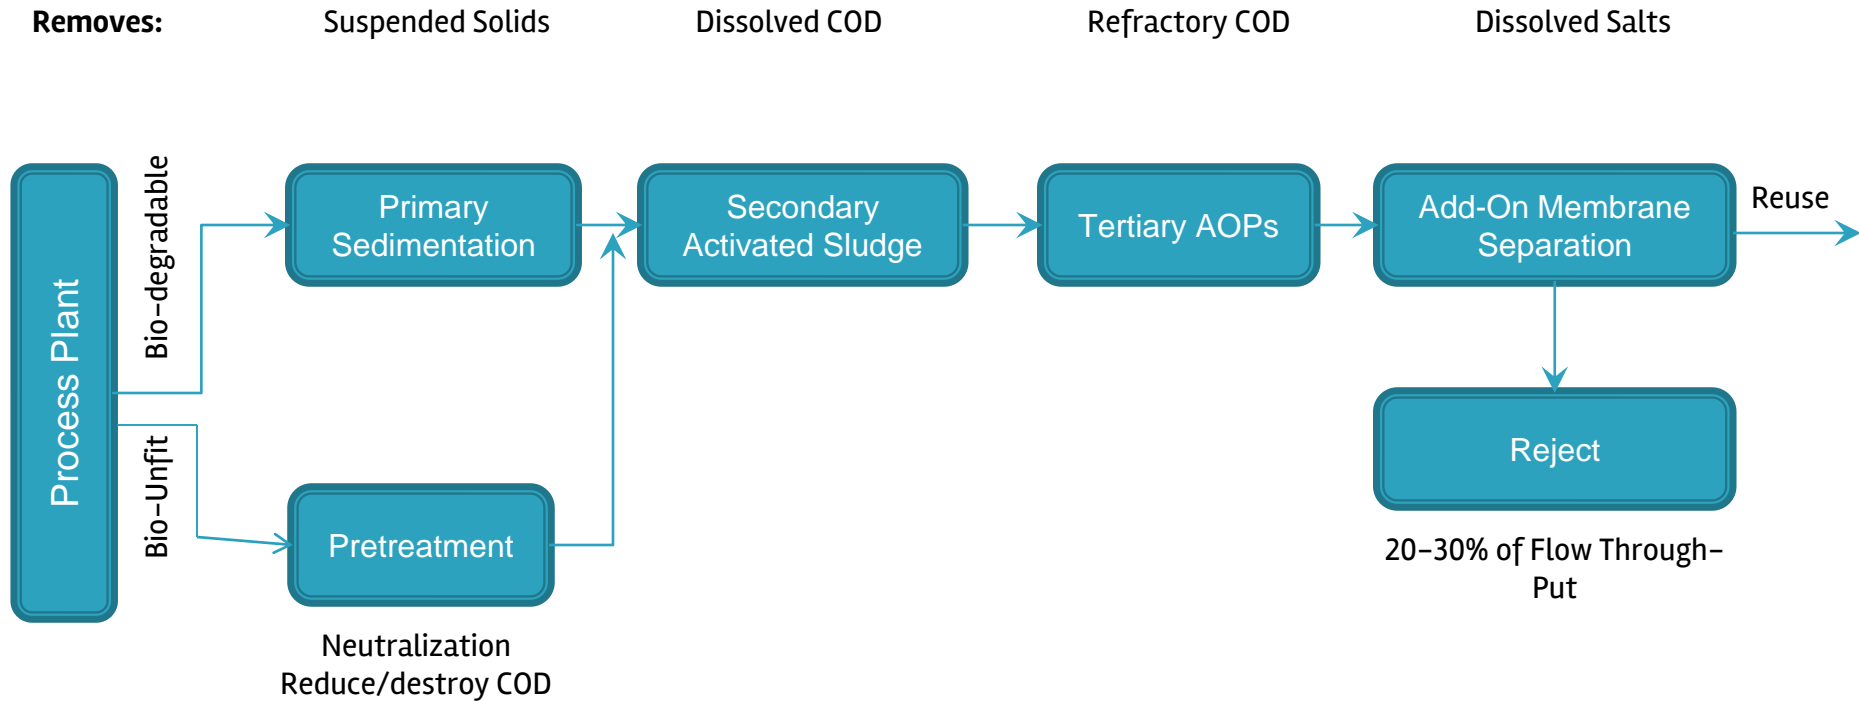 Removes:
Suspended Solids
Dissolved COD
Refractory COD
Dissolved Salts
Process Plant
Bio-degradable
Bio-Unfit
Primary
Sedimentation
Secondary
Activated Sludge
Tertiary AOPs
Add-On Membrane
Separation
Reuse
Pretreatment
Neutralization
Reduce/destroy COD
Reject
20-30% of Flow Through-
Put